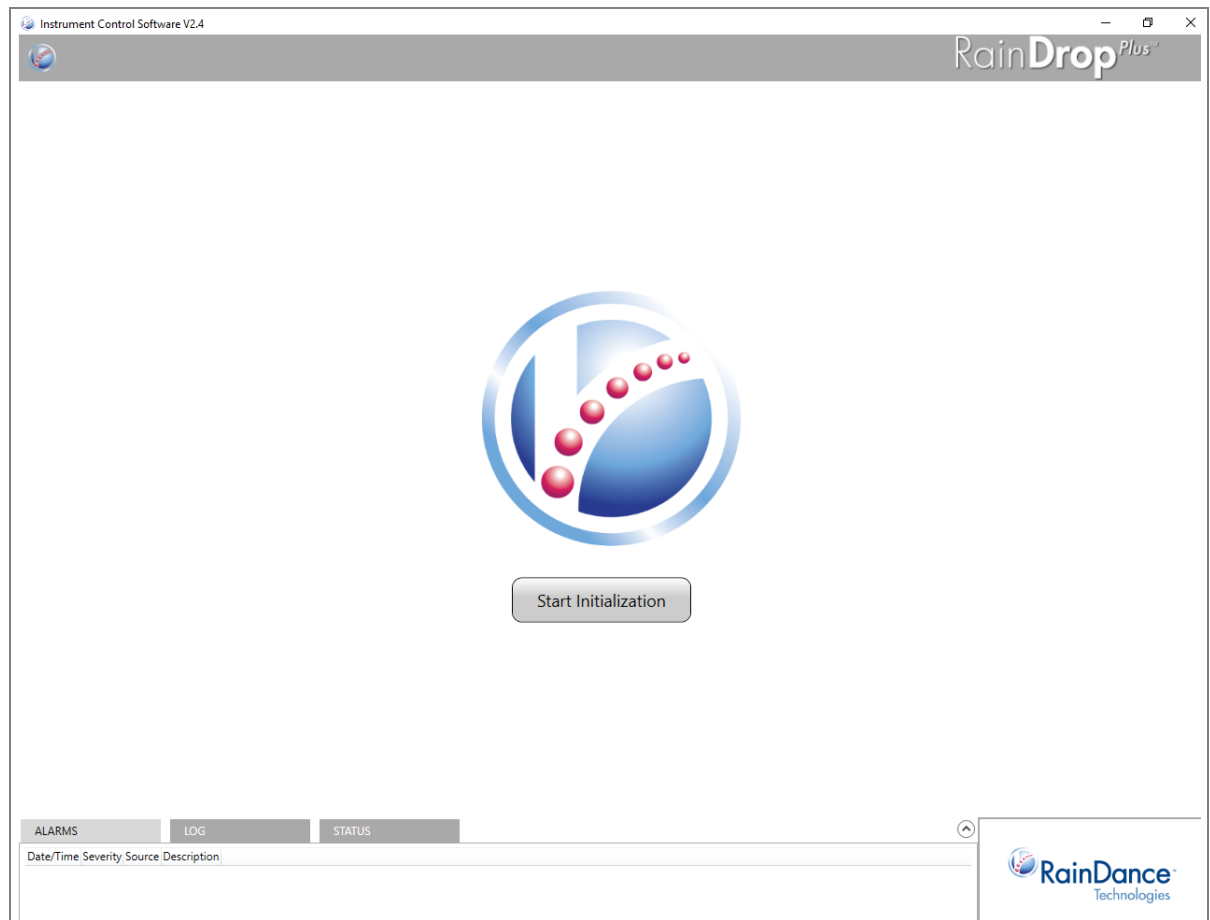 Instrument Control Software V2.4
RainDrop Plus™
Start Initialization
ALARMS LOG STATUS
Date/Time Severity Source Description
RainDance
Technologies